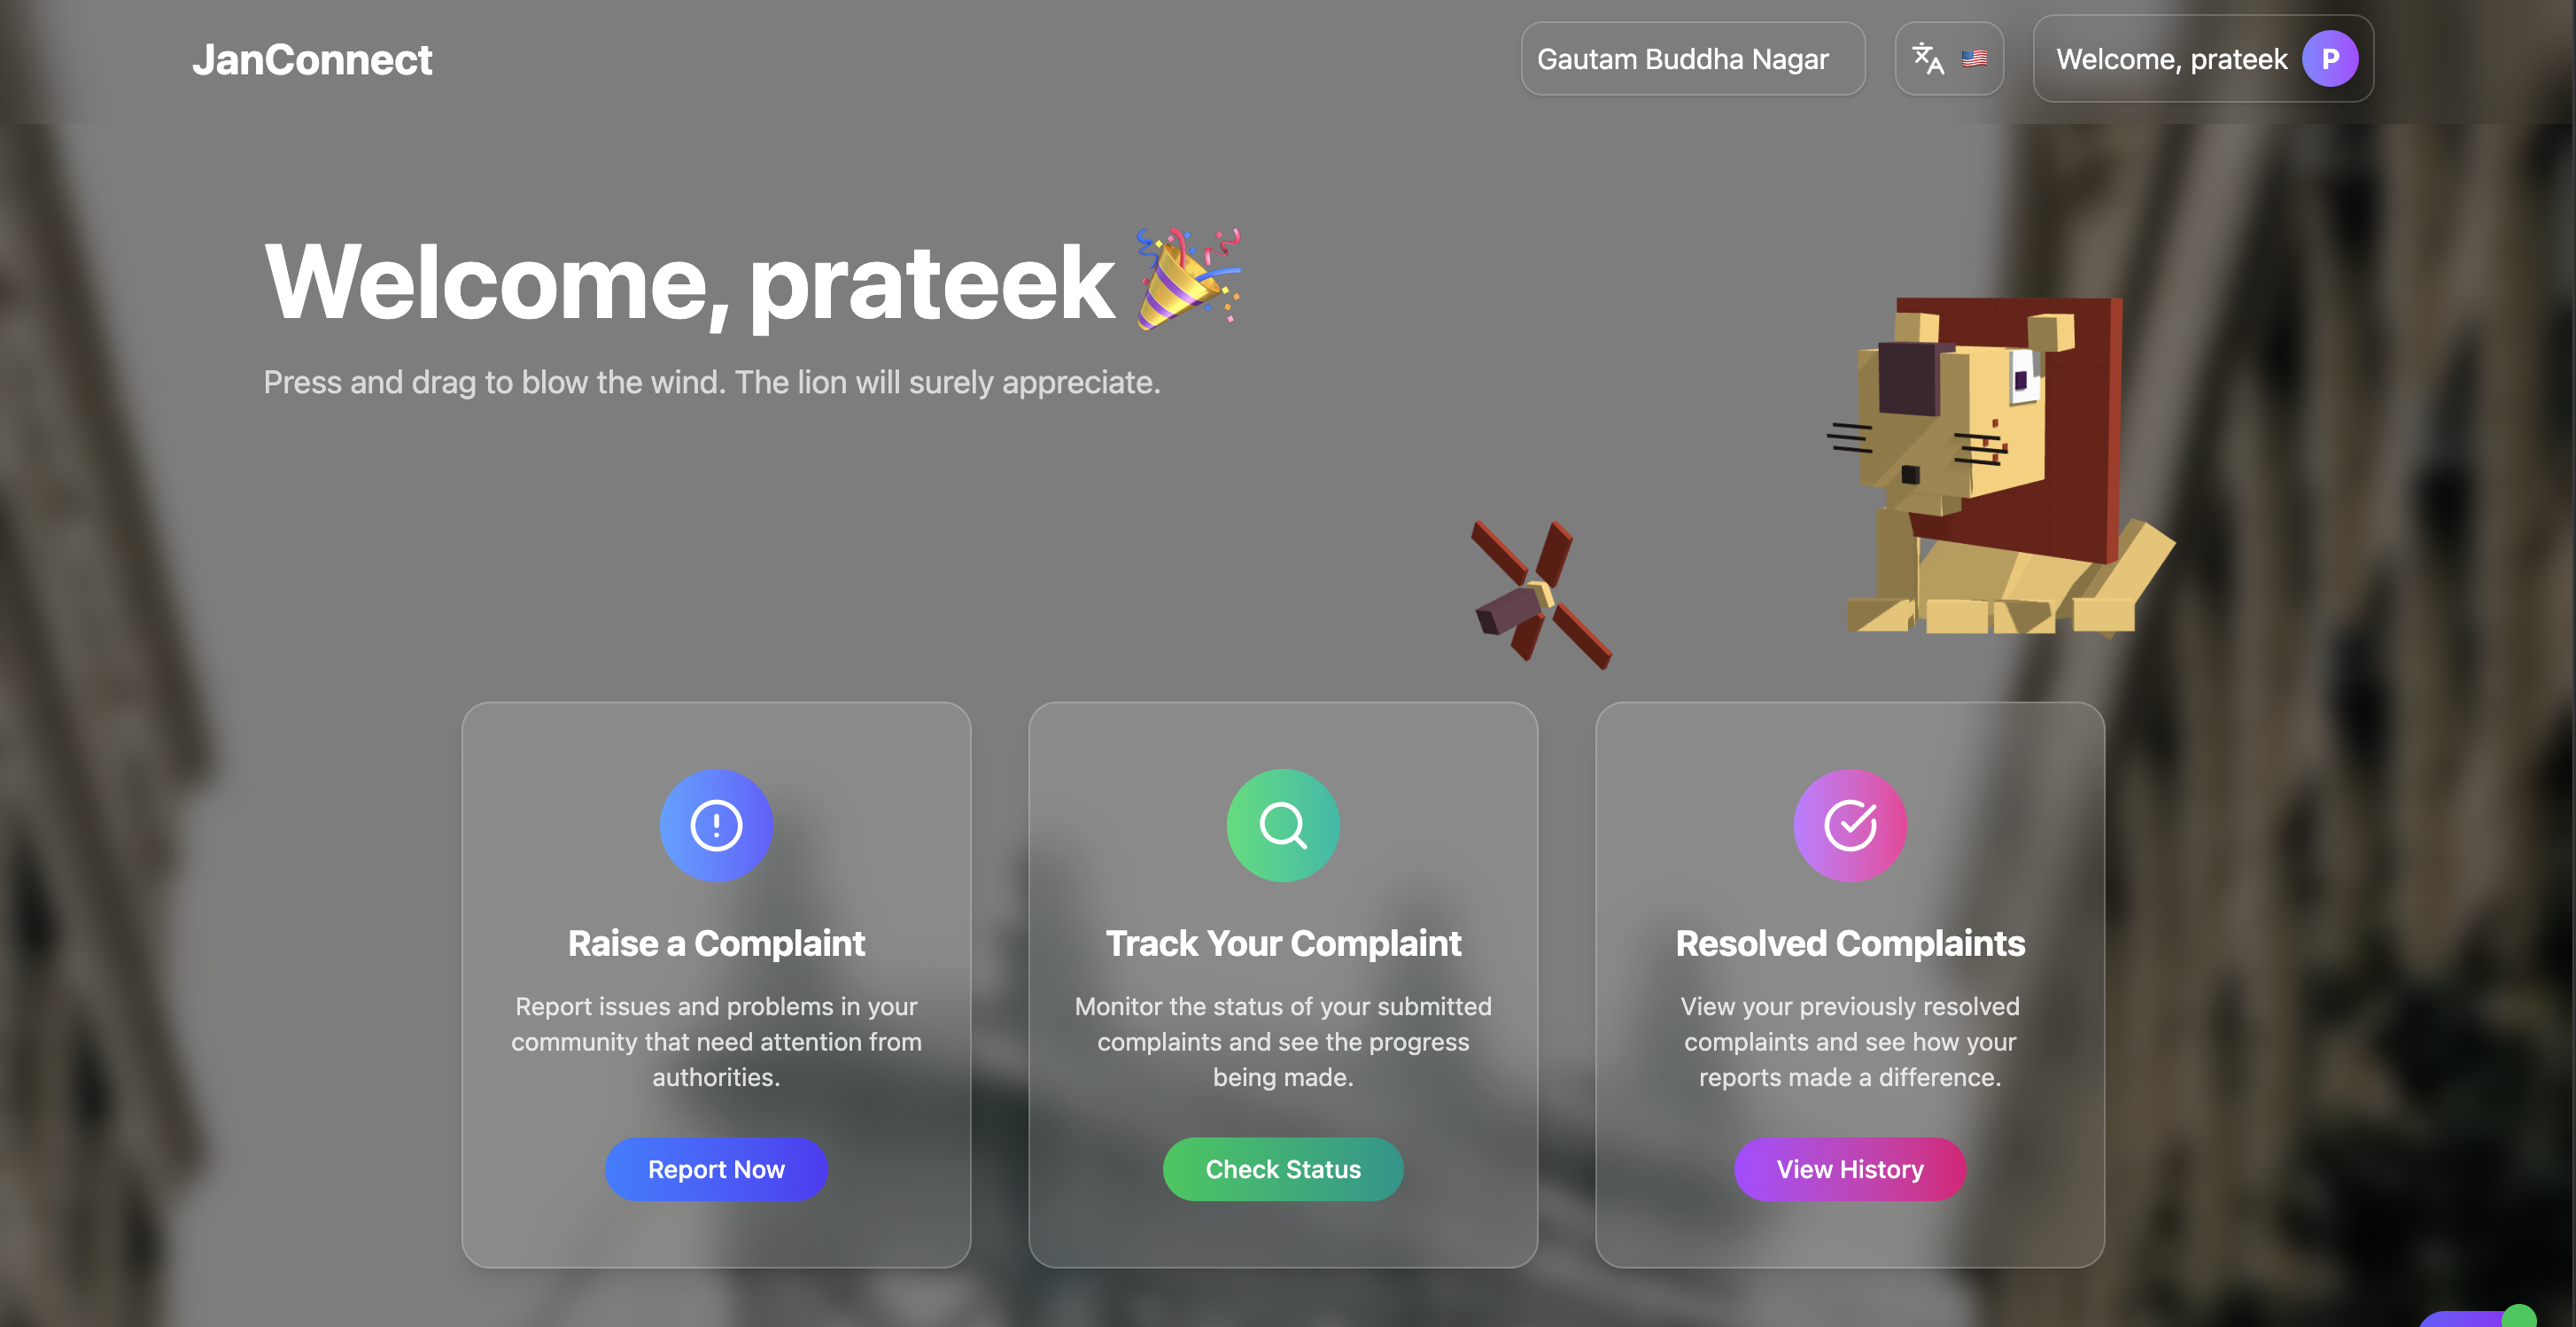 JanConnect
Gautam Buddha Nagar
Welcome, prateek
P
Welcome, prateek
Press and drag to blow the wind. The lion will surely appreciate.
Raise a Complaint
Report issues and problems in your
community that need attention from
authorities.
Report Now
Track Your Complaint
Monitor the status of your submitted
complaints and see the progress
being made.
Check Status
Resolved Complaints
View your previously resolved
complaints and see how your
reports made a difference.
View History